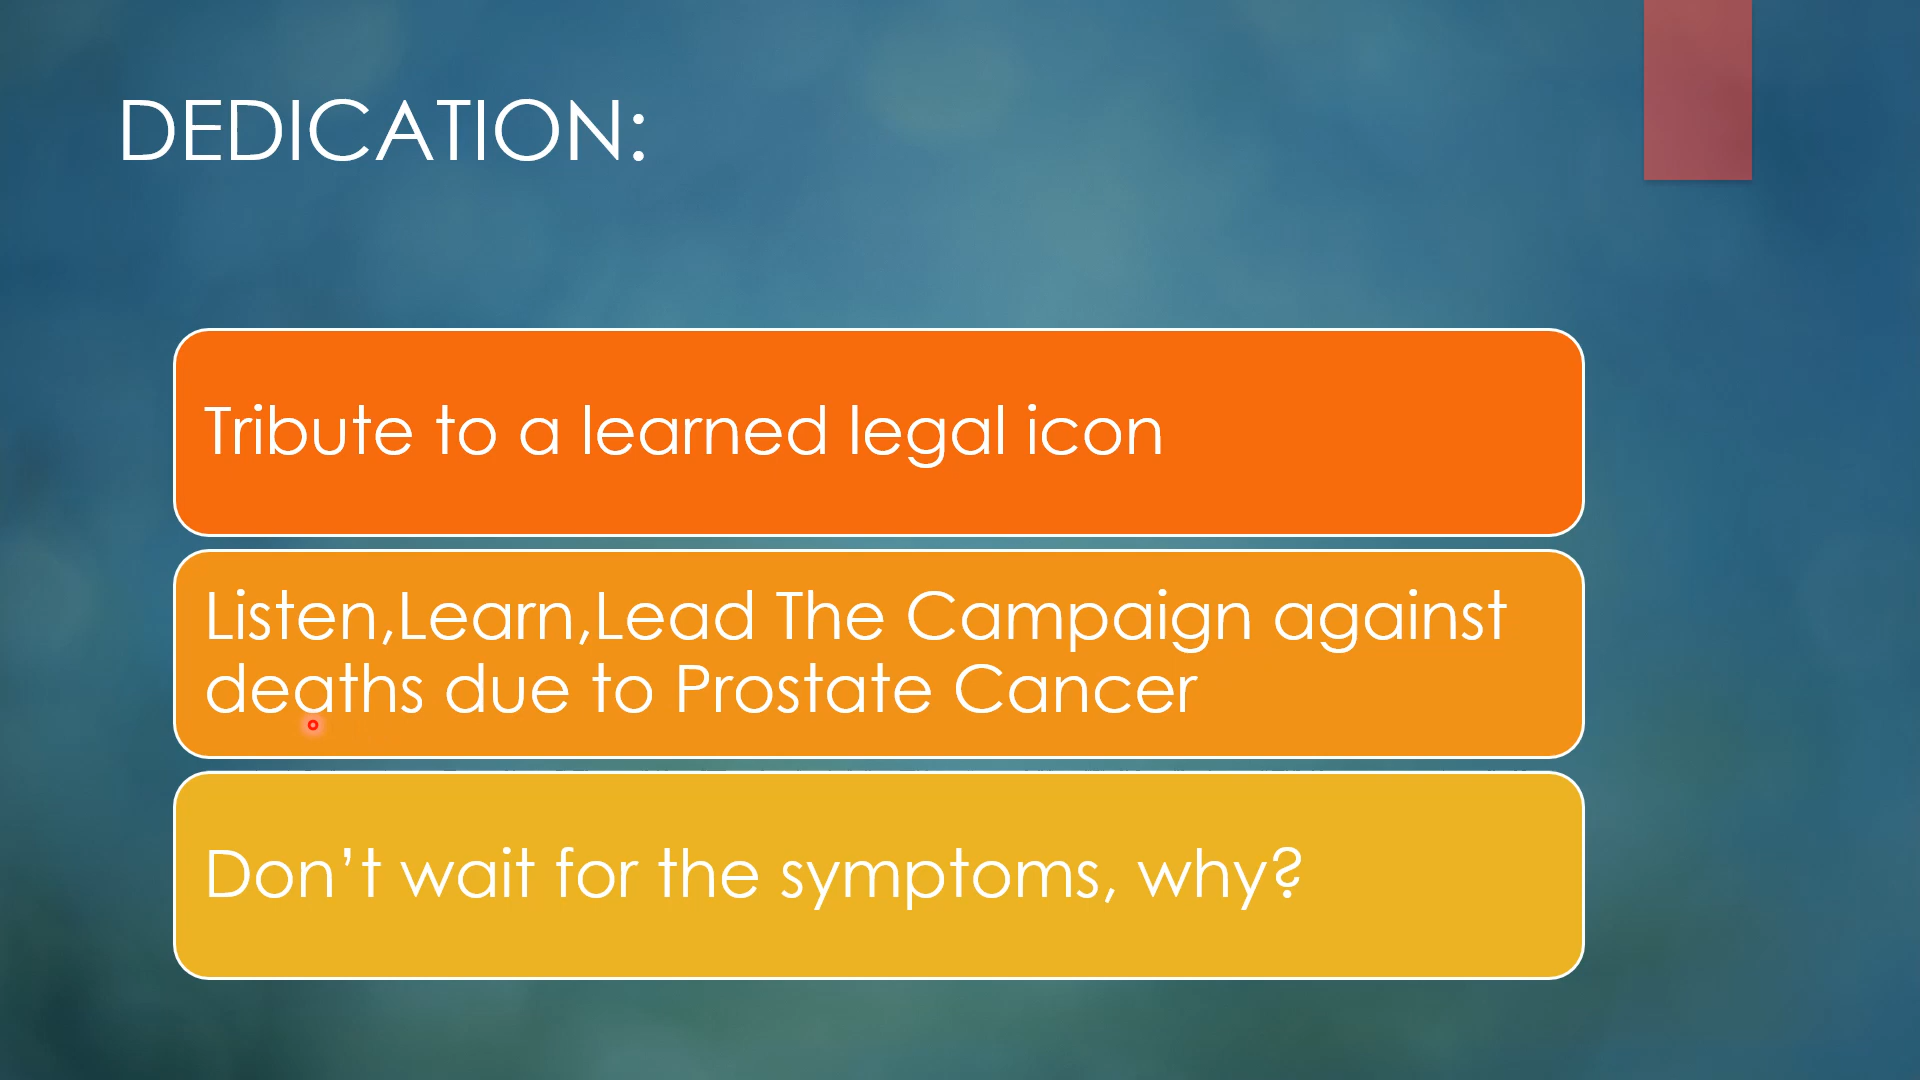 DEDICATION:
Tribute to a learned legal icon
Listen,Learn,Lead The Campaign against
deaths due to Prostate Cancer
Don’t wait for the symptoms, why?